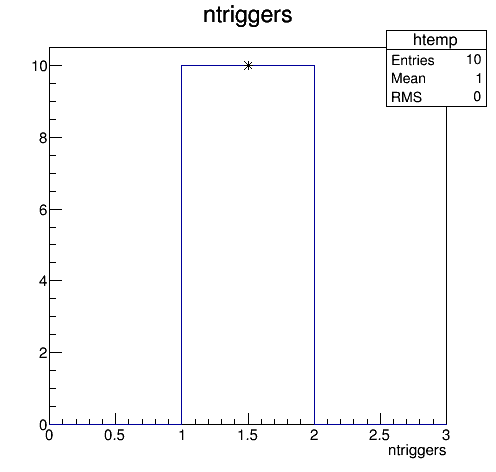 ntriggers
htemp
Entries 10
Mean 1
RMS 0
10
8
6
4
2
0
0 0.5 1 1.5 2 2.5 3
ntriggers